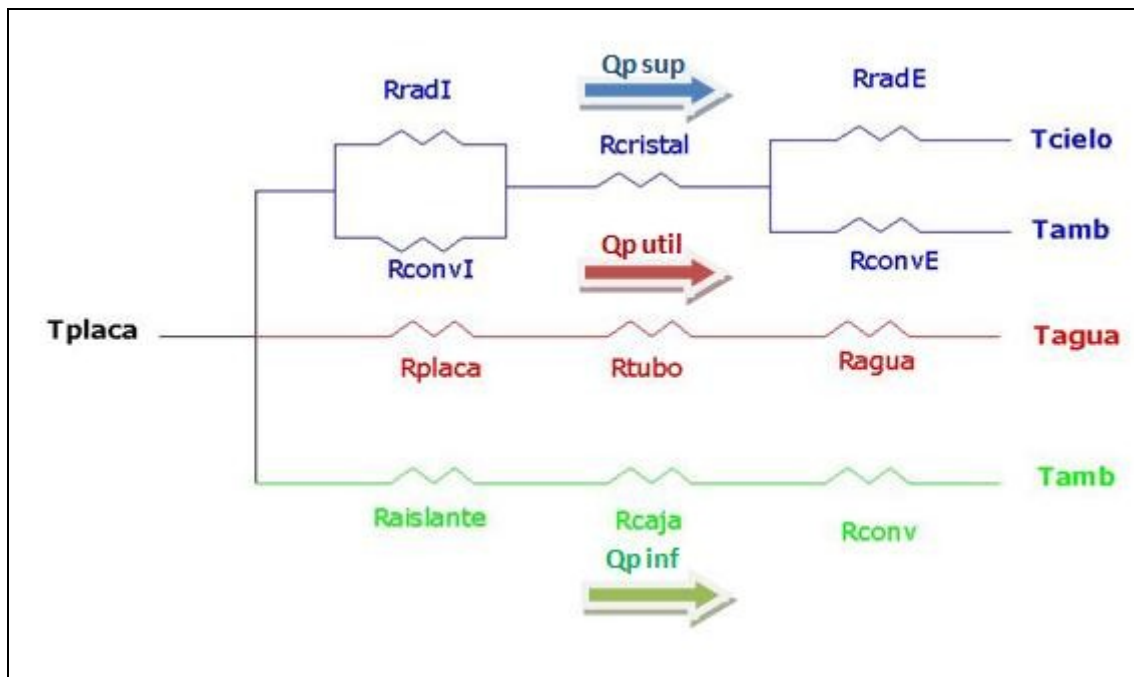 Qp sup
RradI
RradE
Rcristal
Tcielo
Tamb
RconvI
Qp util
RconvE
Tplaca
Tagua
Rplaca
Rtubo
Ragua
Tamb
Raislante
Rcaja
Rconv
Qp inf